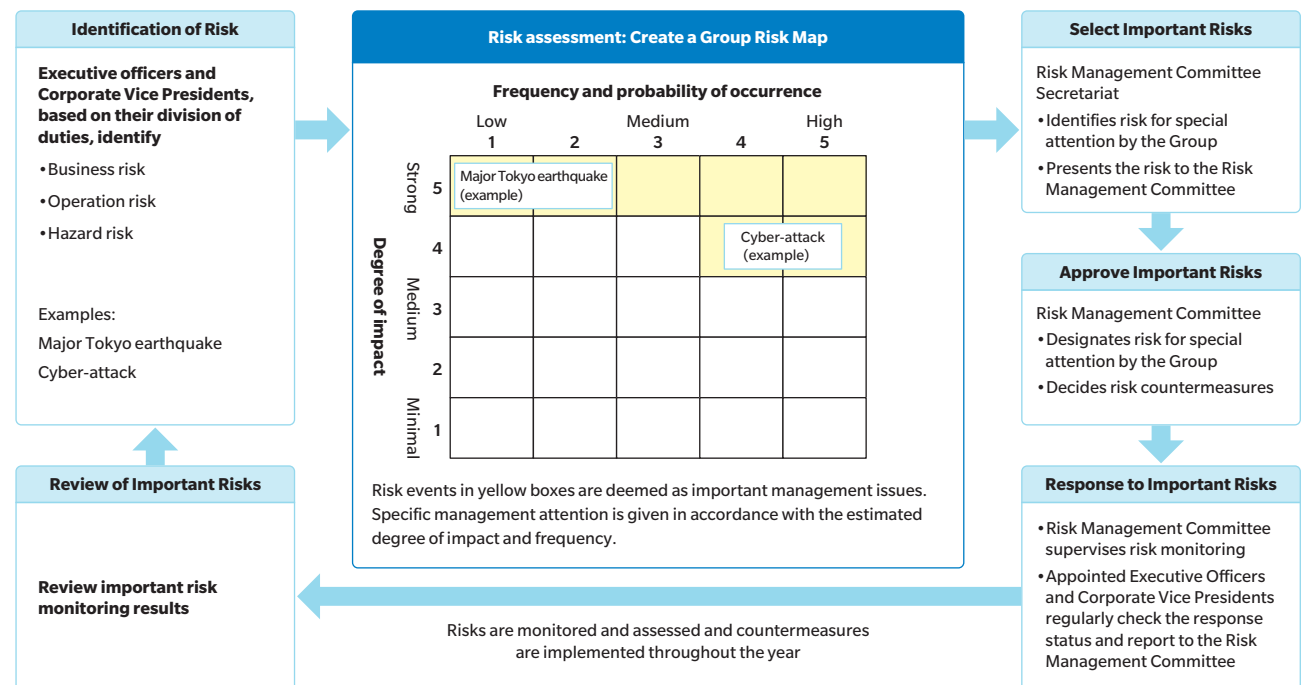 Identification of Risk
Executive officers and
Corporate Vice Presidents,
based on their division of
duties, identify
•Business risk
•Operation risk
•Hazard risk
Examples:
Major Tokyo earthquake
Cyber-attack
Risk assessment: Create a Group Risk Map
Frequency and probability of occurrence
Low Medium High
1 2 3 4 5
Degree of impact
Strong
5
4
Medium
3
2
Minimal
1
Major Tokyo earthquake
(example)
Cyber-attack
(example)
Risk events in yellow boxes are deemed as important management issues.
Specific management attention is given in accordance with the estimated
degree of impact and frequency.
Select Important Risks
Risk Management Committee
Secretariat
•Identifies risk for special
attention by the Group
•Presents the risk to the Risk
Management Committee
Approve Important Risks
Risk Management Committee
•Designates risk for special
attention by the Group
•Decides risk countermeasures
Response to Important Risks
•Risk Management Committee
supervises risk monitoring
•Appointed Executive Officers
and Corporate Vice Presidents
regularly check the response
status and report to the Risk
Management Committee
Risks are monitored and assessed and countermeasures
are implemented throughout the year
Review of Important Risks
Review important risk
monitoring results